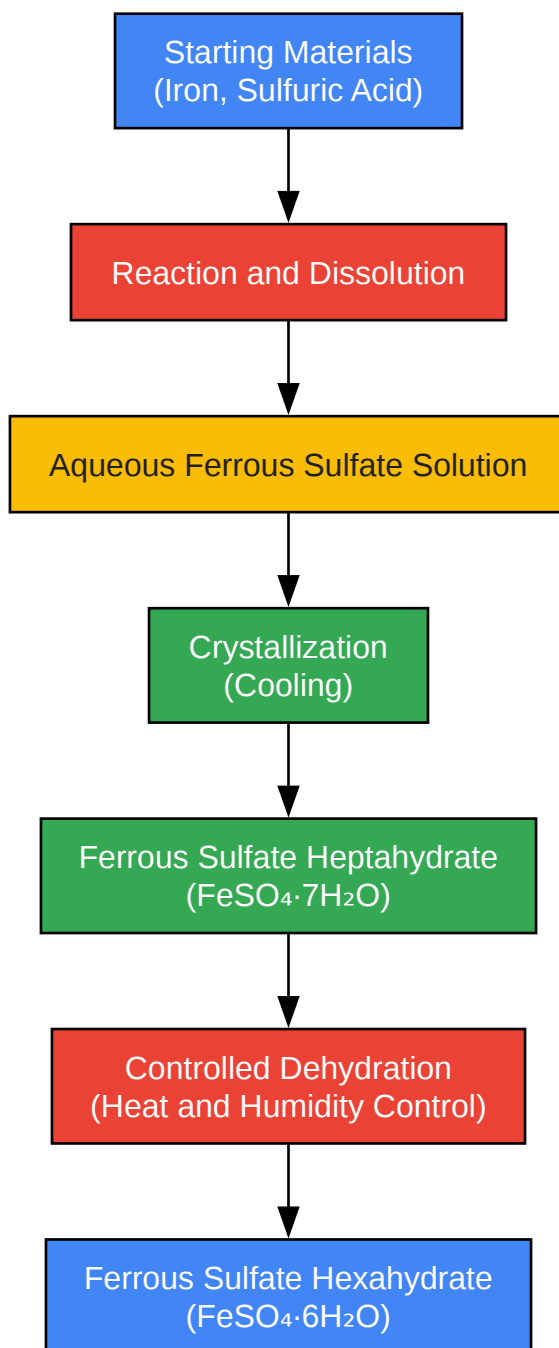 Starting Materials
(Iron, Sulfuric Acid)
Reaction and Dissolution
Aqueous Ferrous Sulfate Solution
Crystallization
(Cooling)
Ferrous Sulfate Heptahydrate
(FeSO₄·7H₂O)
Controlled Dehydration
(Heat and Humidity Control)
Ferrous Sulfate Hexahydrate
(FeSO₄·6H₂O)